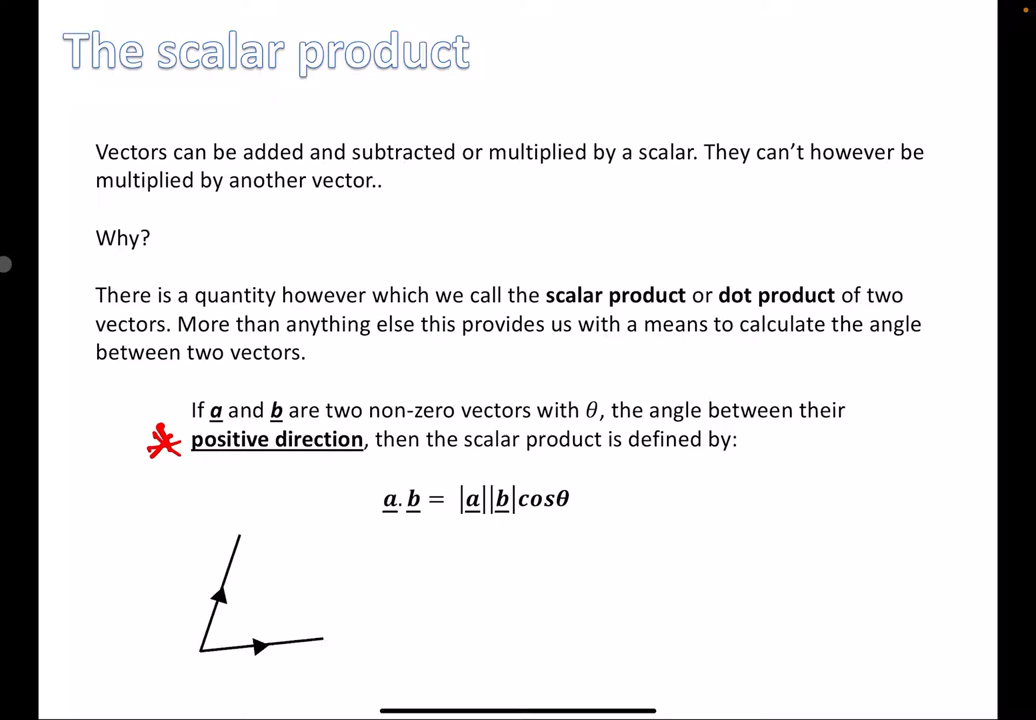 The scalar product
Vectors can be added and subtracted or multiplied by a scalar. They can’t however be
multiplied by another vector..
Why?
There is a quantity however which we call the scalar product or dot product of two
vectors. More than anything else this provides us with a means to calculate the angle
between two vectors.
If a and b are two non-zero vectors with θ, the angle between their
positive direction, then the scalar product is defined by:
a. b = |a||b|cosθ